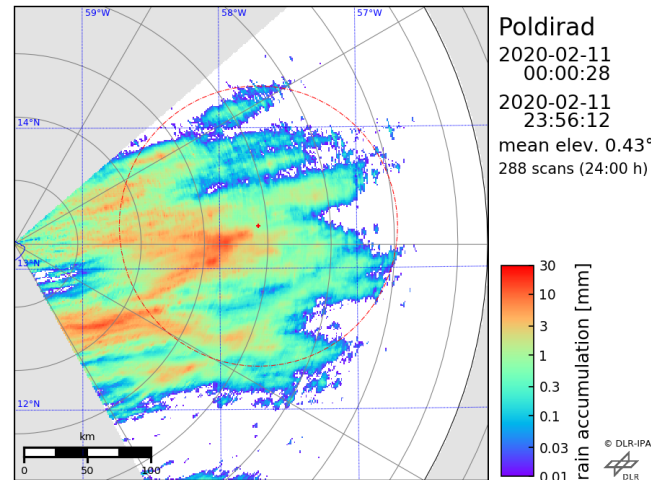 59°W
58°W
57°W
14°N
13°N
12°N
km
0 50 100
Poldirad
2020-02-11
00:00:28
2020-02-11
23:56:12
mean elev. 0.43°
288 scans (24:00 h)
30
10
3
1
0.3
0.1
0.03
0.01
rain accumulation [mm]
© DLR-IPA
DLR